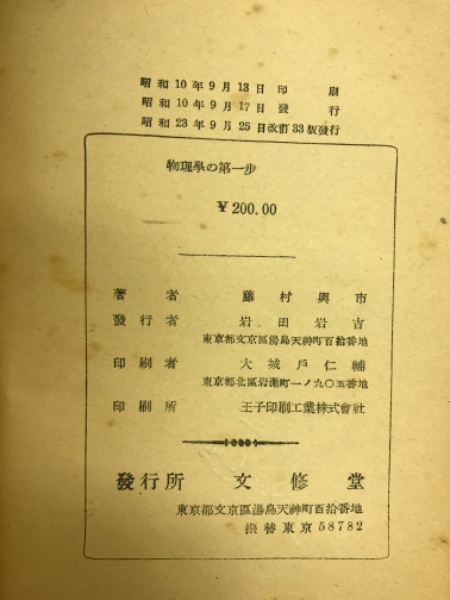 昭和10年9月13日 印刷
昭和10年9月17日 發行
昭和23年9月25日改訂33版發行
物理學の第一步
¥200.00
著者 藤村興市
發行者 岩田岩吉
東京都文京區湯島天神町百拾番地
印刷者 大城戶仁輔
東京都北區岩淵町一ノ九〇五番地
印刷所 王子印刷工業株式會社
發行所 文修堂
東京都文京區湯島天神町百拾番地
振替東京58782